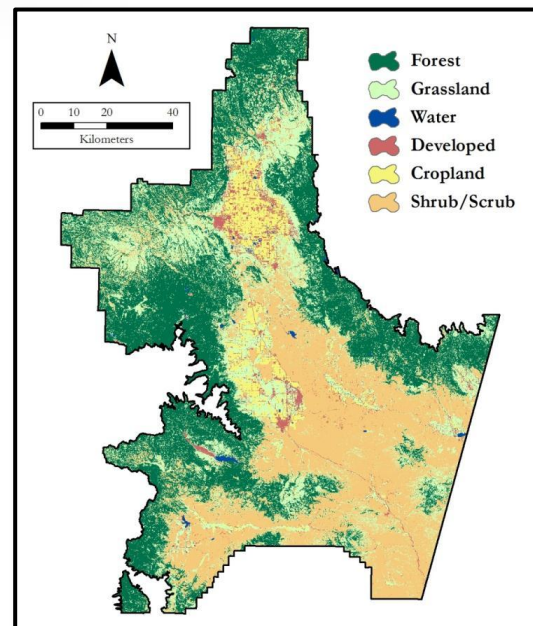 N
0 10 20 40
Kilometers
Forest
Grassland
Water
Developed
Cropland
Shrub/Scrub